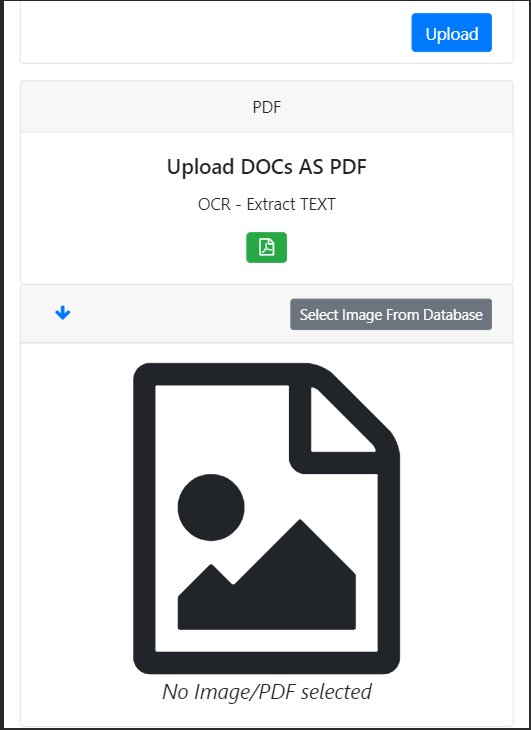 Upload
PDF
Upload DOCs AS PDF
OCR - Extract TEXT
Select Image From Database
No Image/PDF selected